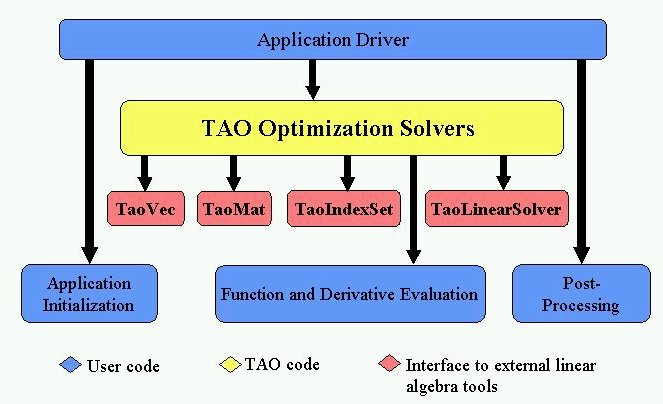 Application Driver
TAO Optimization Solvers
TaoVec
TaoMat
TaoIndexSet
TaoLinearSolver
Application
Initialization
Function and Derivative Evaluation
Post-
Processing
User code
TAO code
Interface to external linear
algebra tools